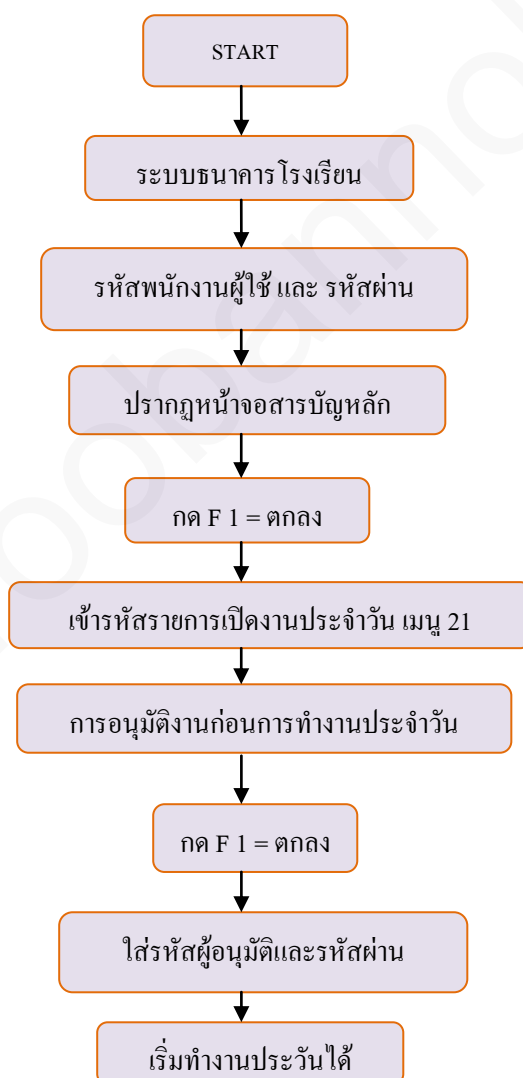 START
ระบบธนาคารโรงเรียน
รหัสพนักงานผู้ใช้ และ รหัสผ่าน
ปรากฏหน้าจอสารบัญหลัก
กด F 1 = ตกลง
เข้ารหัสรายการเปิดงานประจำวัน เมนู 21
การอนุมัติงานก่อนการทำงานประจำวัน
กด F 1 = ตกลง
ใส่รหัสผู้อนุมัติและรหัสผ่าน
เริ่มทำงานประวันได้